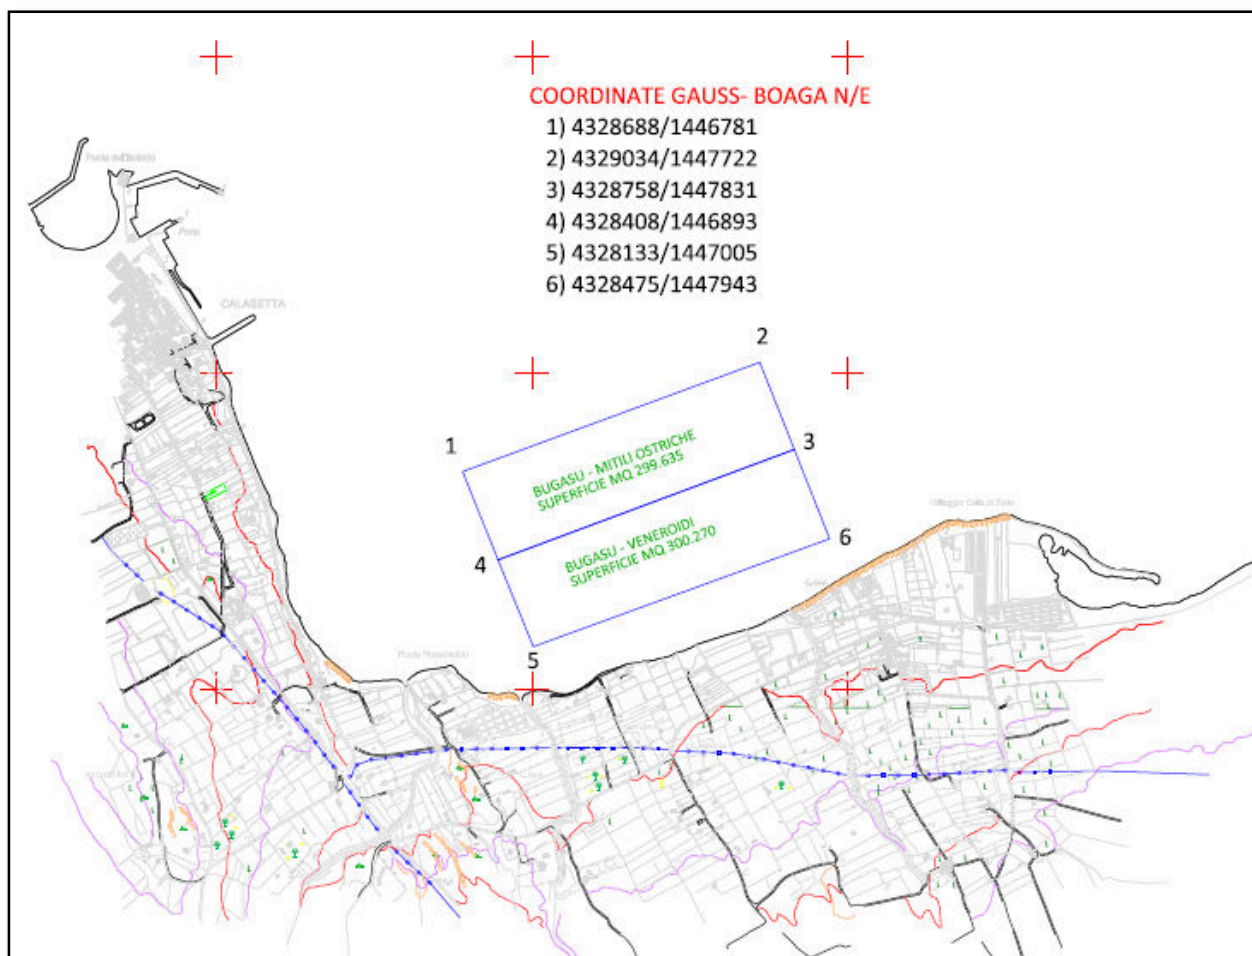 COORDINATE GAUSS- BOAGA N/E
1) 4328688/1446781
2) 4329034/1447722
3) 4328758/1447831
4) 4328408/1446893
5) 4328133/1447005
6) 4328475/1447943
Porto
CALASETTA
2
1
3
BUGASU - MITILI OSTRICHE
SUPERFICIE MQ 299.635
4
BUGASU - VENEROIDI
SUPERFICIE MQ 300.270
6
5